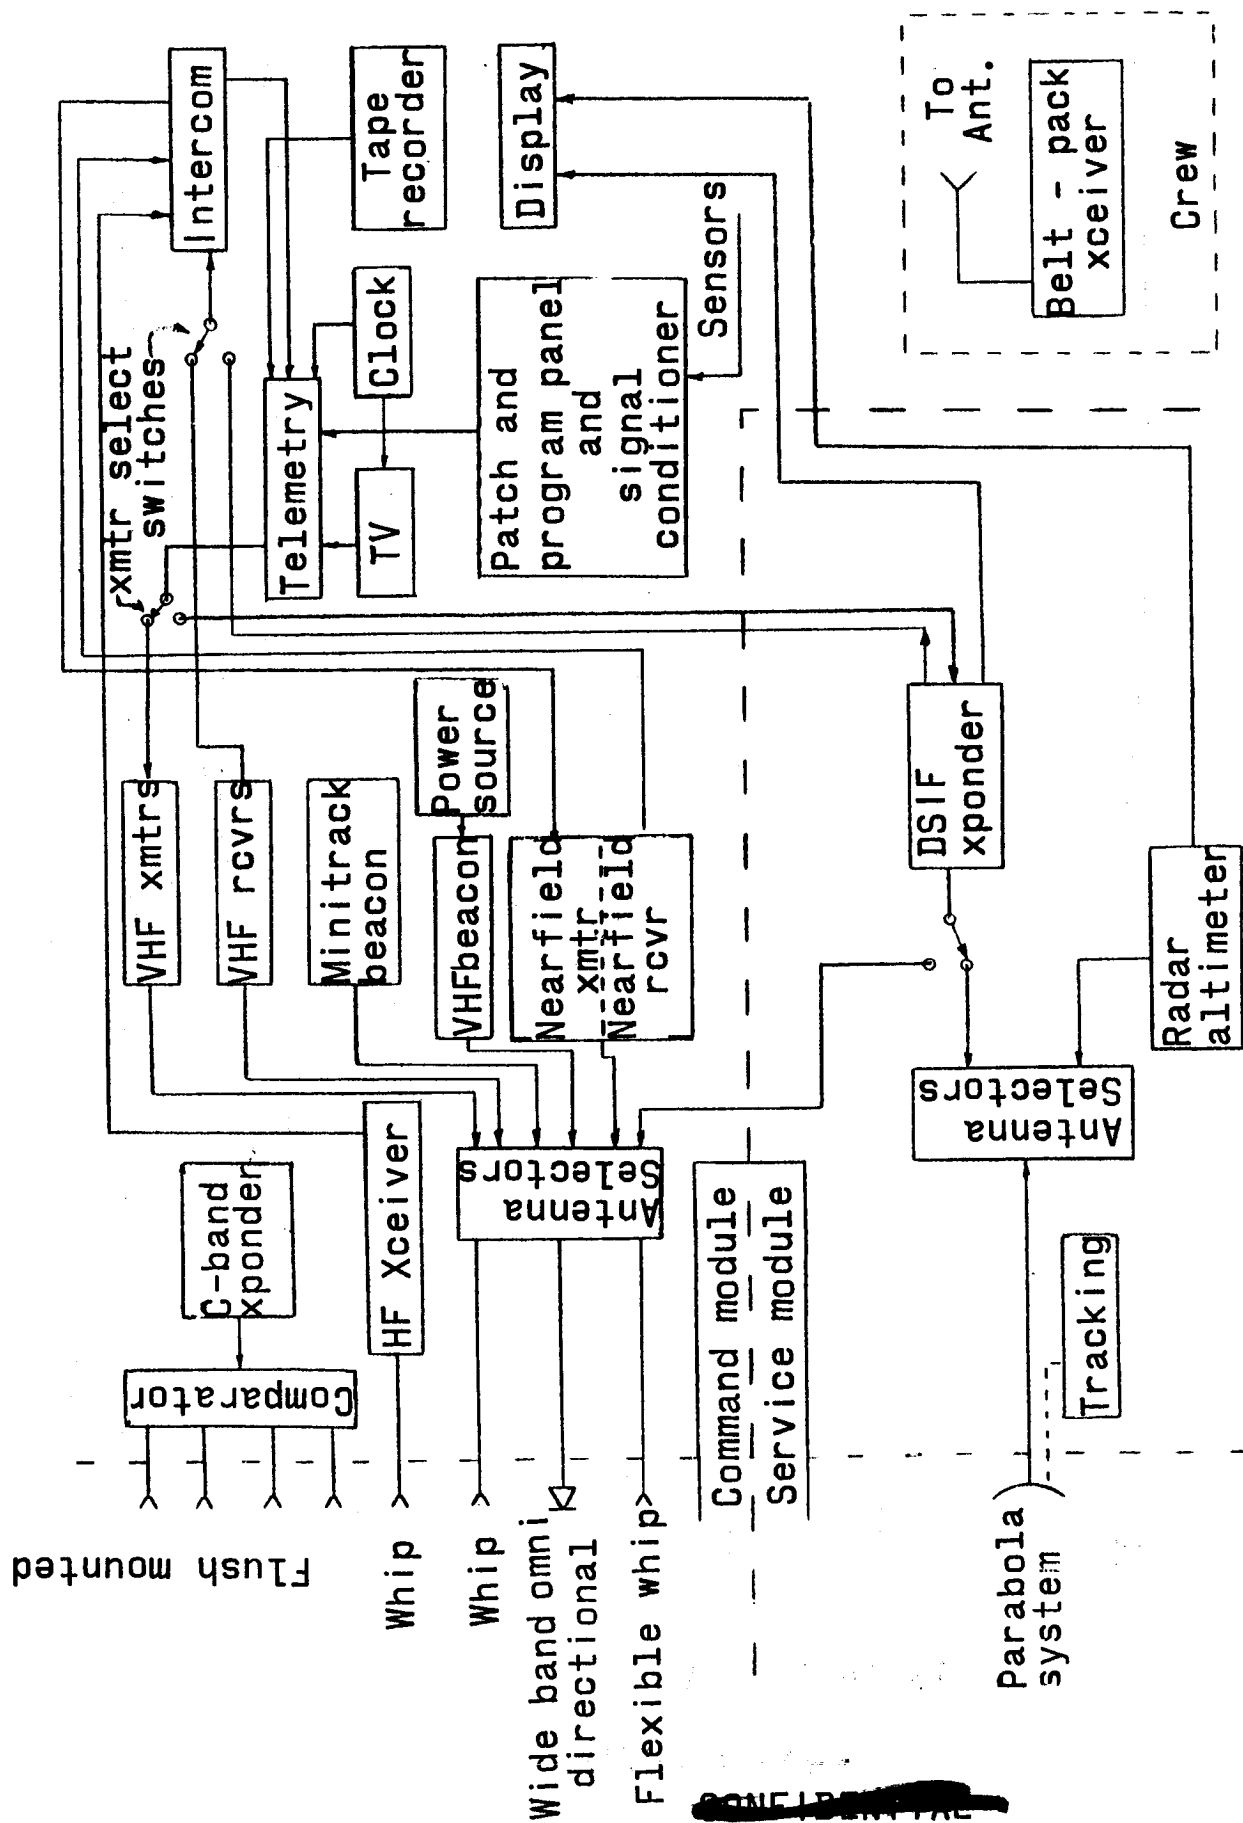 Flush mounted
Whip
Whip
Wide band omni
directional
Flexible whip
Parabola
system
Comparator
C-band
xponder
HF Xceiver
Antenna
Selectors
Command module
Service module
Tracking
Antenna
Selectors
VHF xmtrs
VHF rcvrs
Minitrack
beacon
Power
source
VHFbeacon
Nearfield
xmtr
Nearfield
rcvr
DSIF
xponder
Radar
altimeter
xmtr select
switches
Intercom
Telemetry
Tape
recorder
Clock
TV
Display
Patch and
program panel
and
signal
conditioner
Sensors
To
Ant.
Belt - pack
xceiver
Crew
CONFIDENTIAL